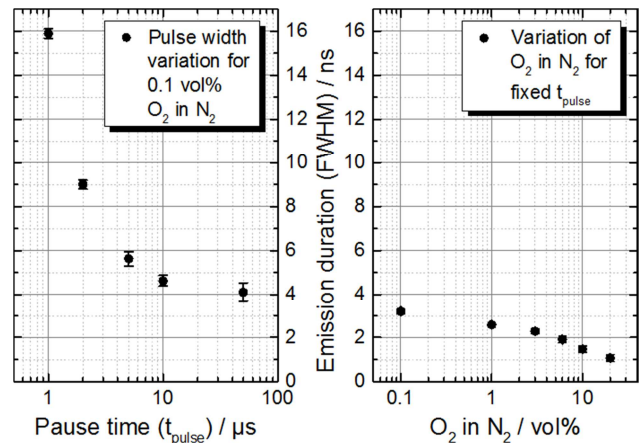 Pulse width
variation for
0.1 vol%
O₂ in N₂
16
14
12
10
8
6
4
2
0
1
10
100
Pause time (t_pulse) / µs
Emission duration (FWHM) / ns
Variation of
O₂ in N₂ for
fixed t_pulse
16
14
12
10
8
6
4
2
0
0.1
1
10
O₂ in N₂ / vol%